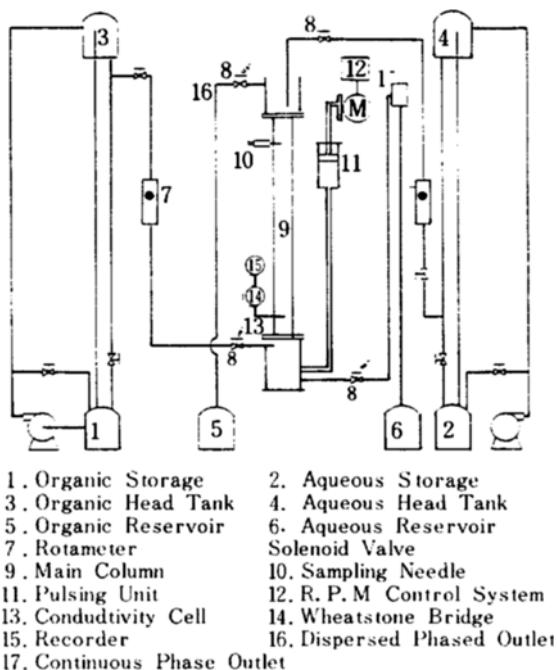 8
3
4
8
12
1
16
M
10
11
7
9
15
14
13
8
8
1
5
6
2
1. Organic Storage
2. Aqueous Storage
3. Organic Head Tank
4. Aqueous Head Tank
5. Organic Reservoir
6. Aqueous Reservoir
7. Rotameter
Solenoid Valve
9. Main Column
10. Sampling Needle
11. Pulsing Unit
12. R.P.M Control System
13. Condudtivity Cell
14. Wheatstone Bridge
15. Recorder
16. Dispersed Phased Outlet
17. Continuous Phase Outlet